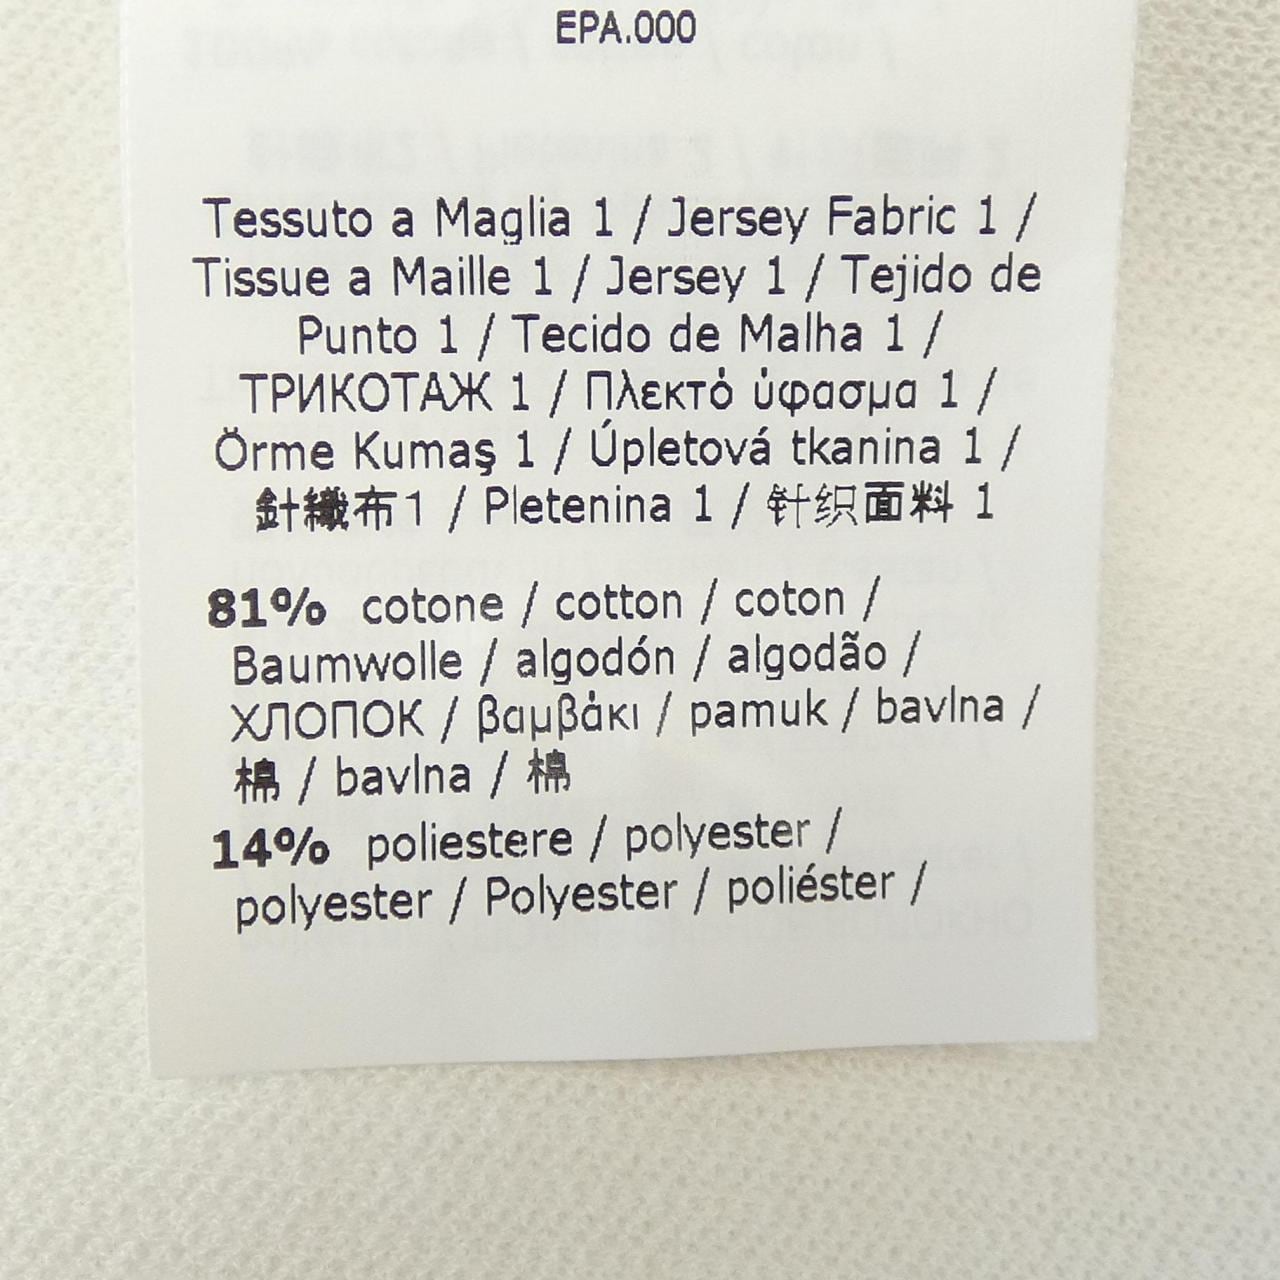 EPA.000
Tessuto a Maglia 1 / Jersey Fabric 1 /
Tissue a Maille 1 / Jersey 1 / Tejido de
Punto 1 / Tecido de Malha 1 /
ТРИКОТАЖ 1 / Πλεκτό ύφασμα 1 /
Örme Kumaş 1 / Úpletová tkanina 1 /
針織布1 / Pletenina 1 / 针织面料 1
81% cotone / cotton / coton /
Baumwolle / algodón / algodão /
ХЛОПОК / βαμβάκι / pamuk / bavlna /
棉 / bavlna / 棉
14% poliestere / polyester /
polyester / Polyester / poliéster /